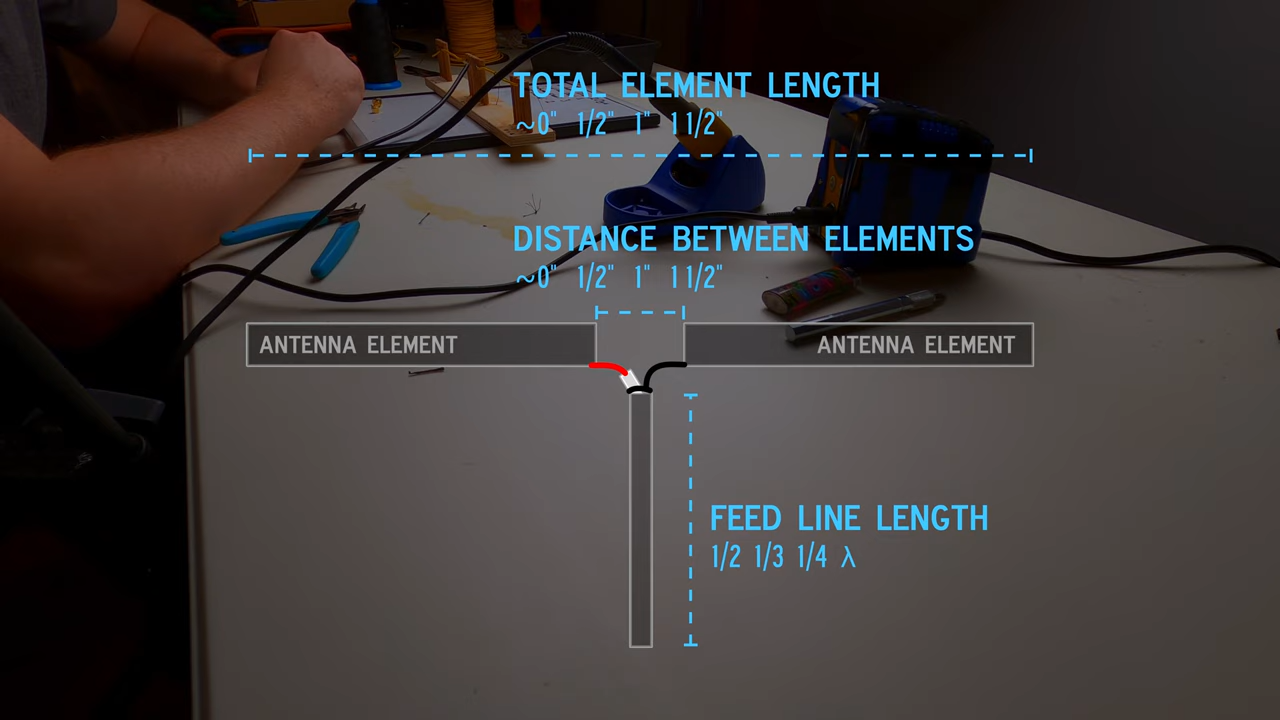 TOTAL ELEMENT LENGTH
~0" 1/2" 1" 1 1/2"
DISTANCE BETWEEN ELEMENTS
~0" 1/2" 1" 1 1/2"
ANTENNA ELEMENT
ANTENNA ELEMENT
FEED LINE LENGTH
1/2 1/3 1/4 λ